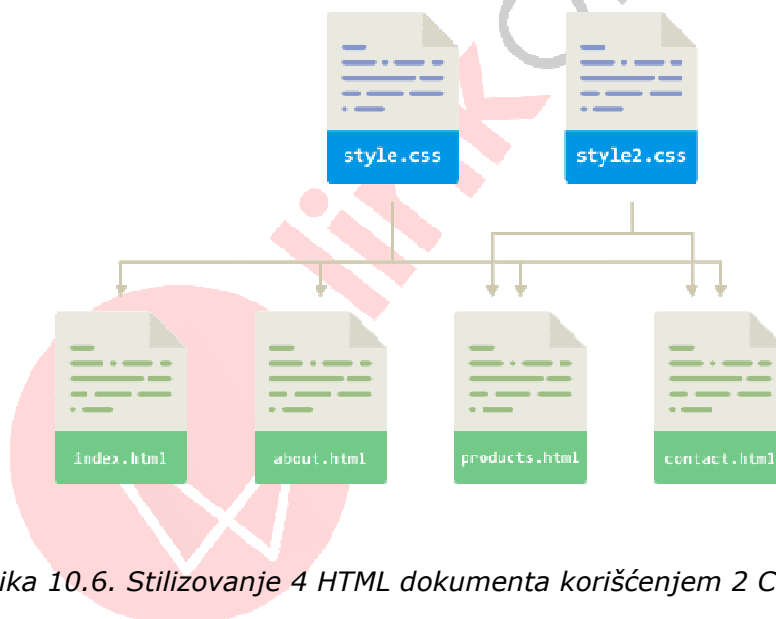 style.css style2.css
index.html about.html products.html contact.html
ika 10.6. Stilizovanje 4 HTML dokumenta korišćenjem 2 C
link